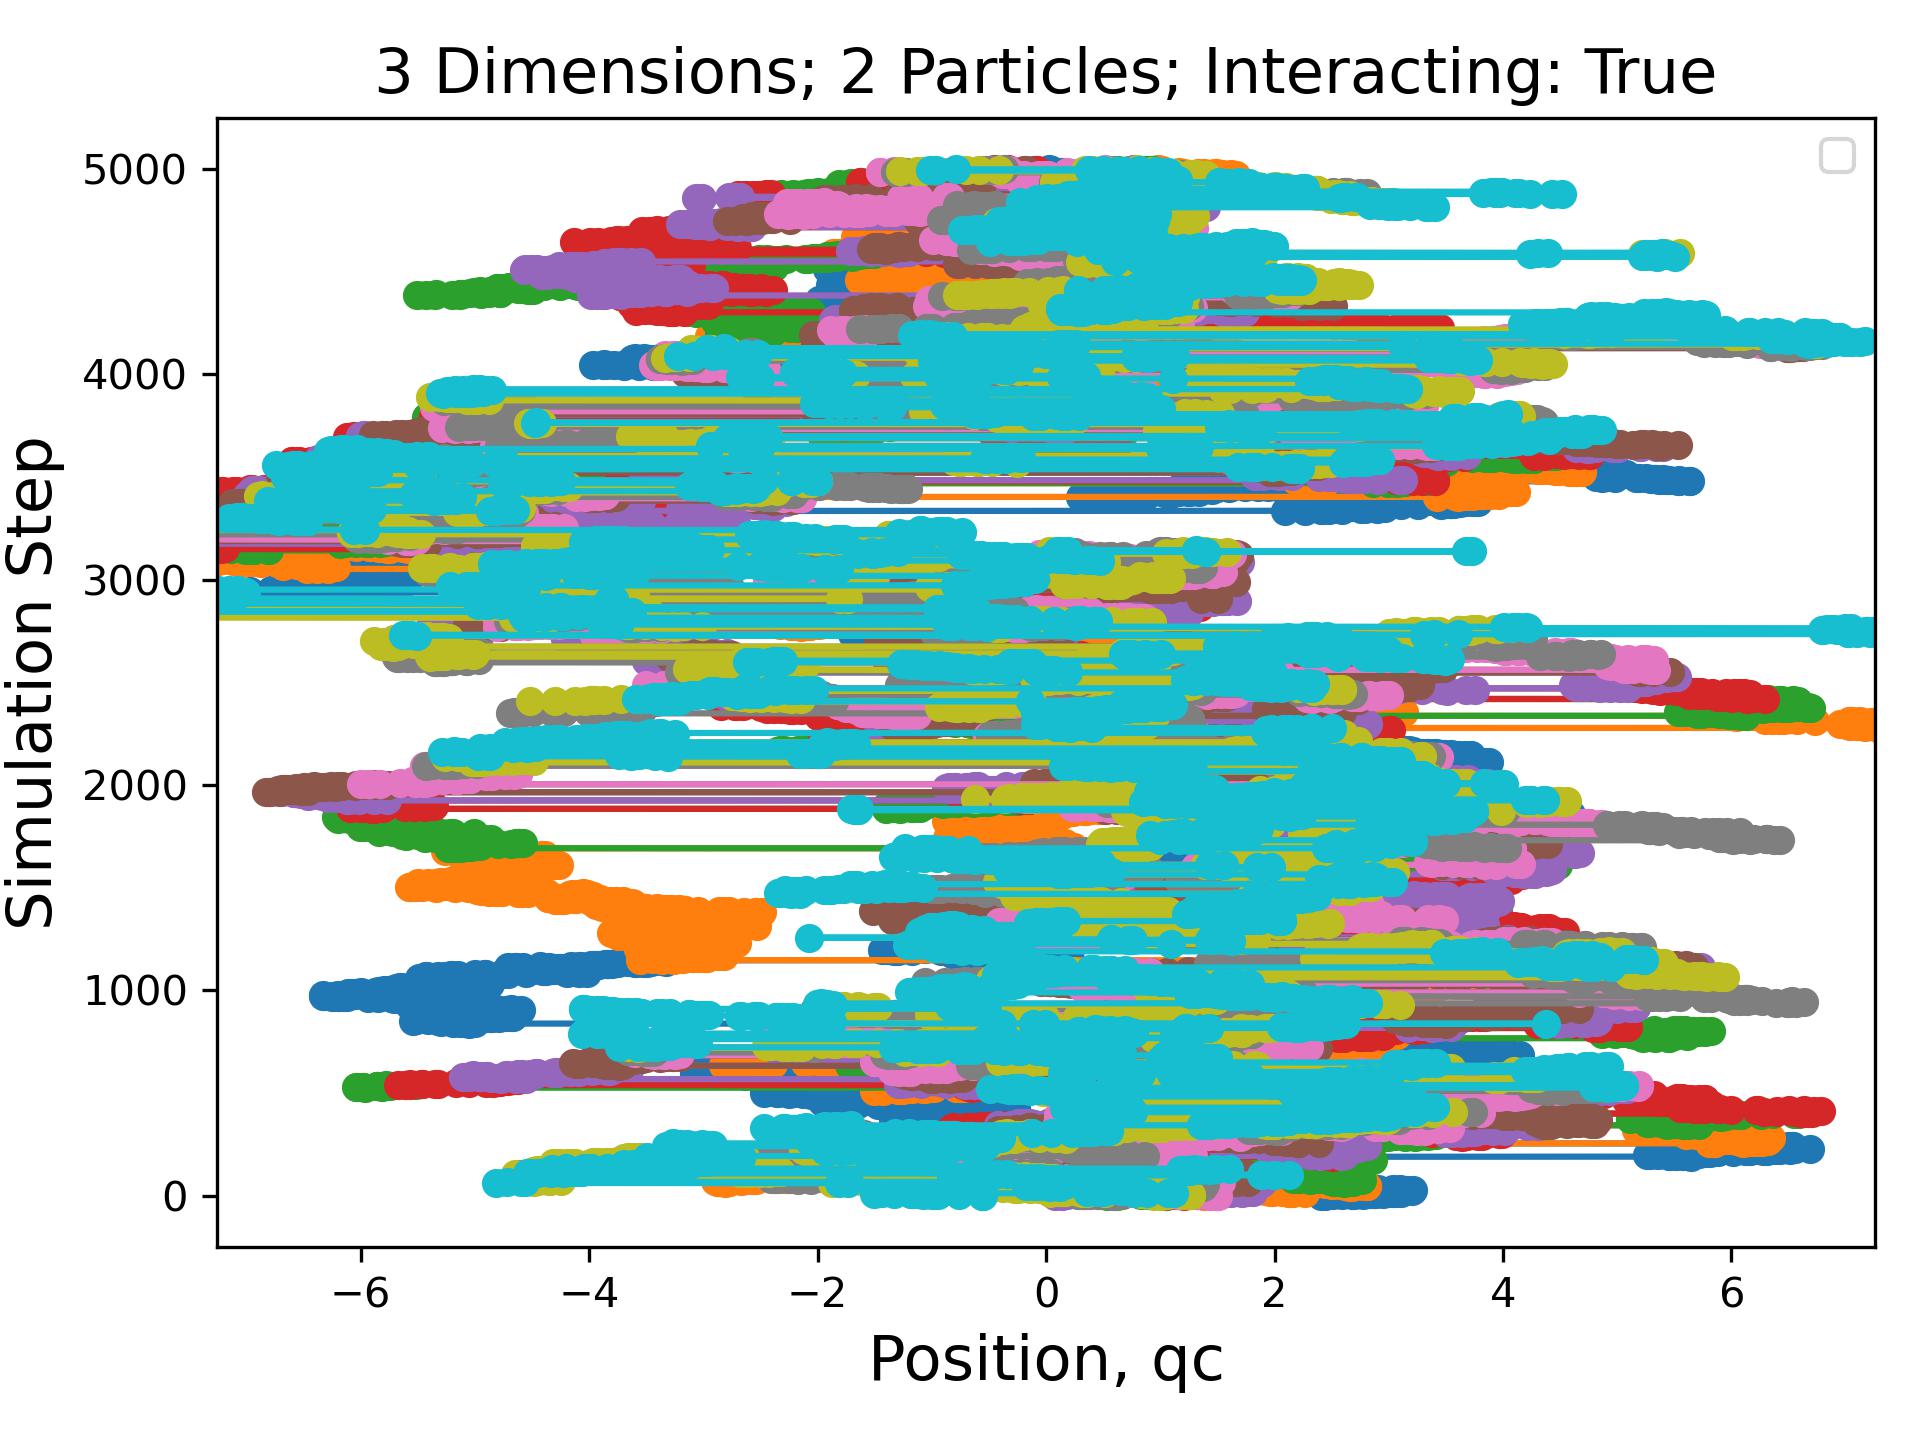 3 Dimensions; 2 Particles; Interacting: True
5000
4000
3000
2000
1000
0
Simulation Step
−6 −4 −2 0 2 4 6
Position, qc